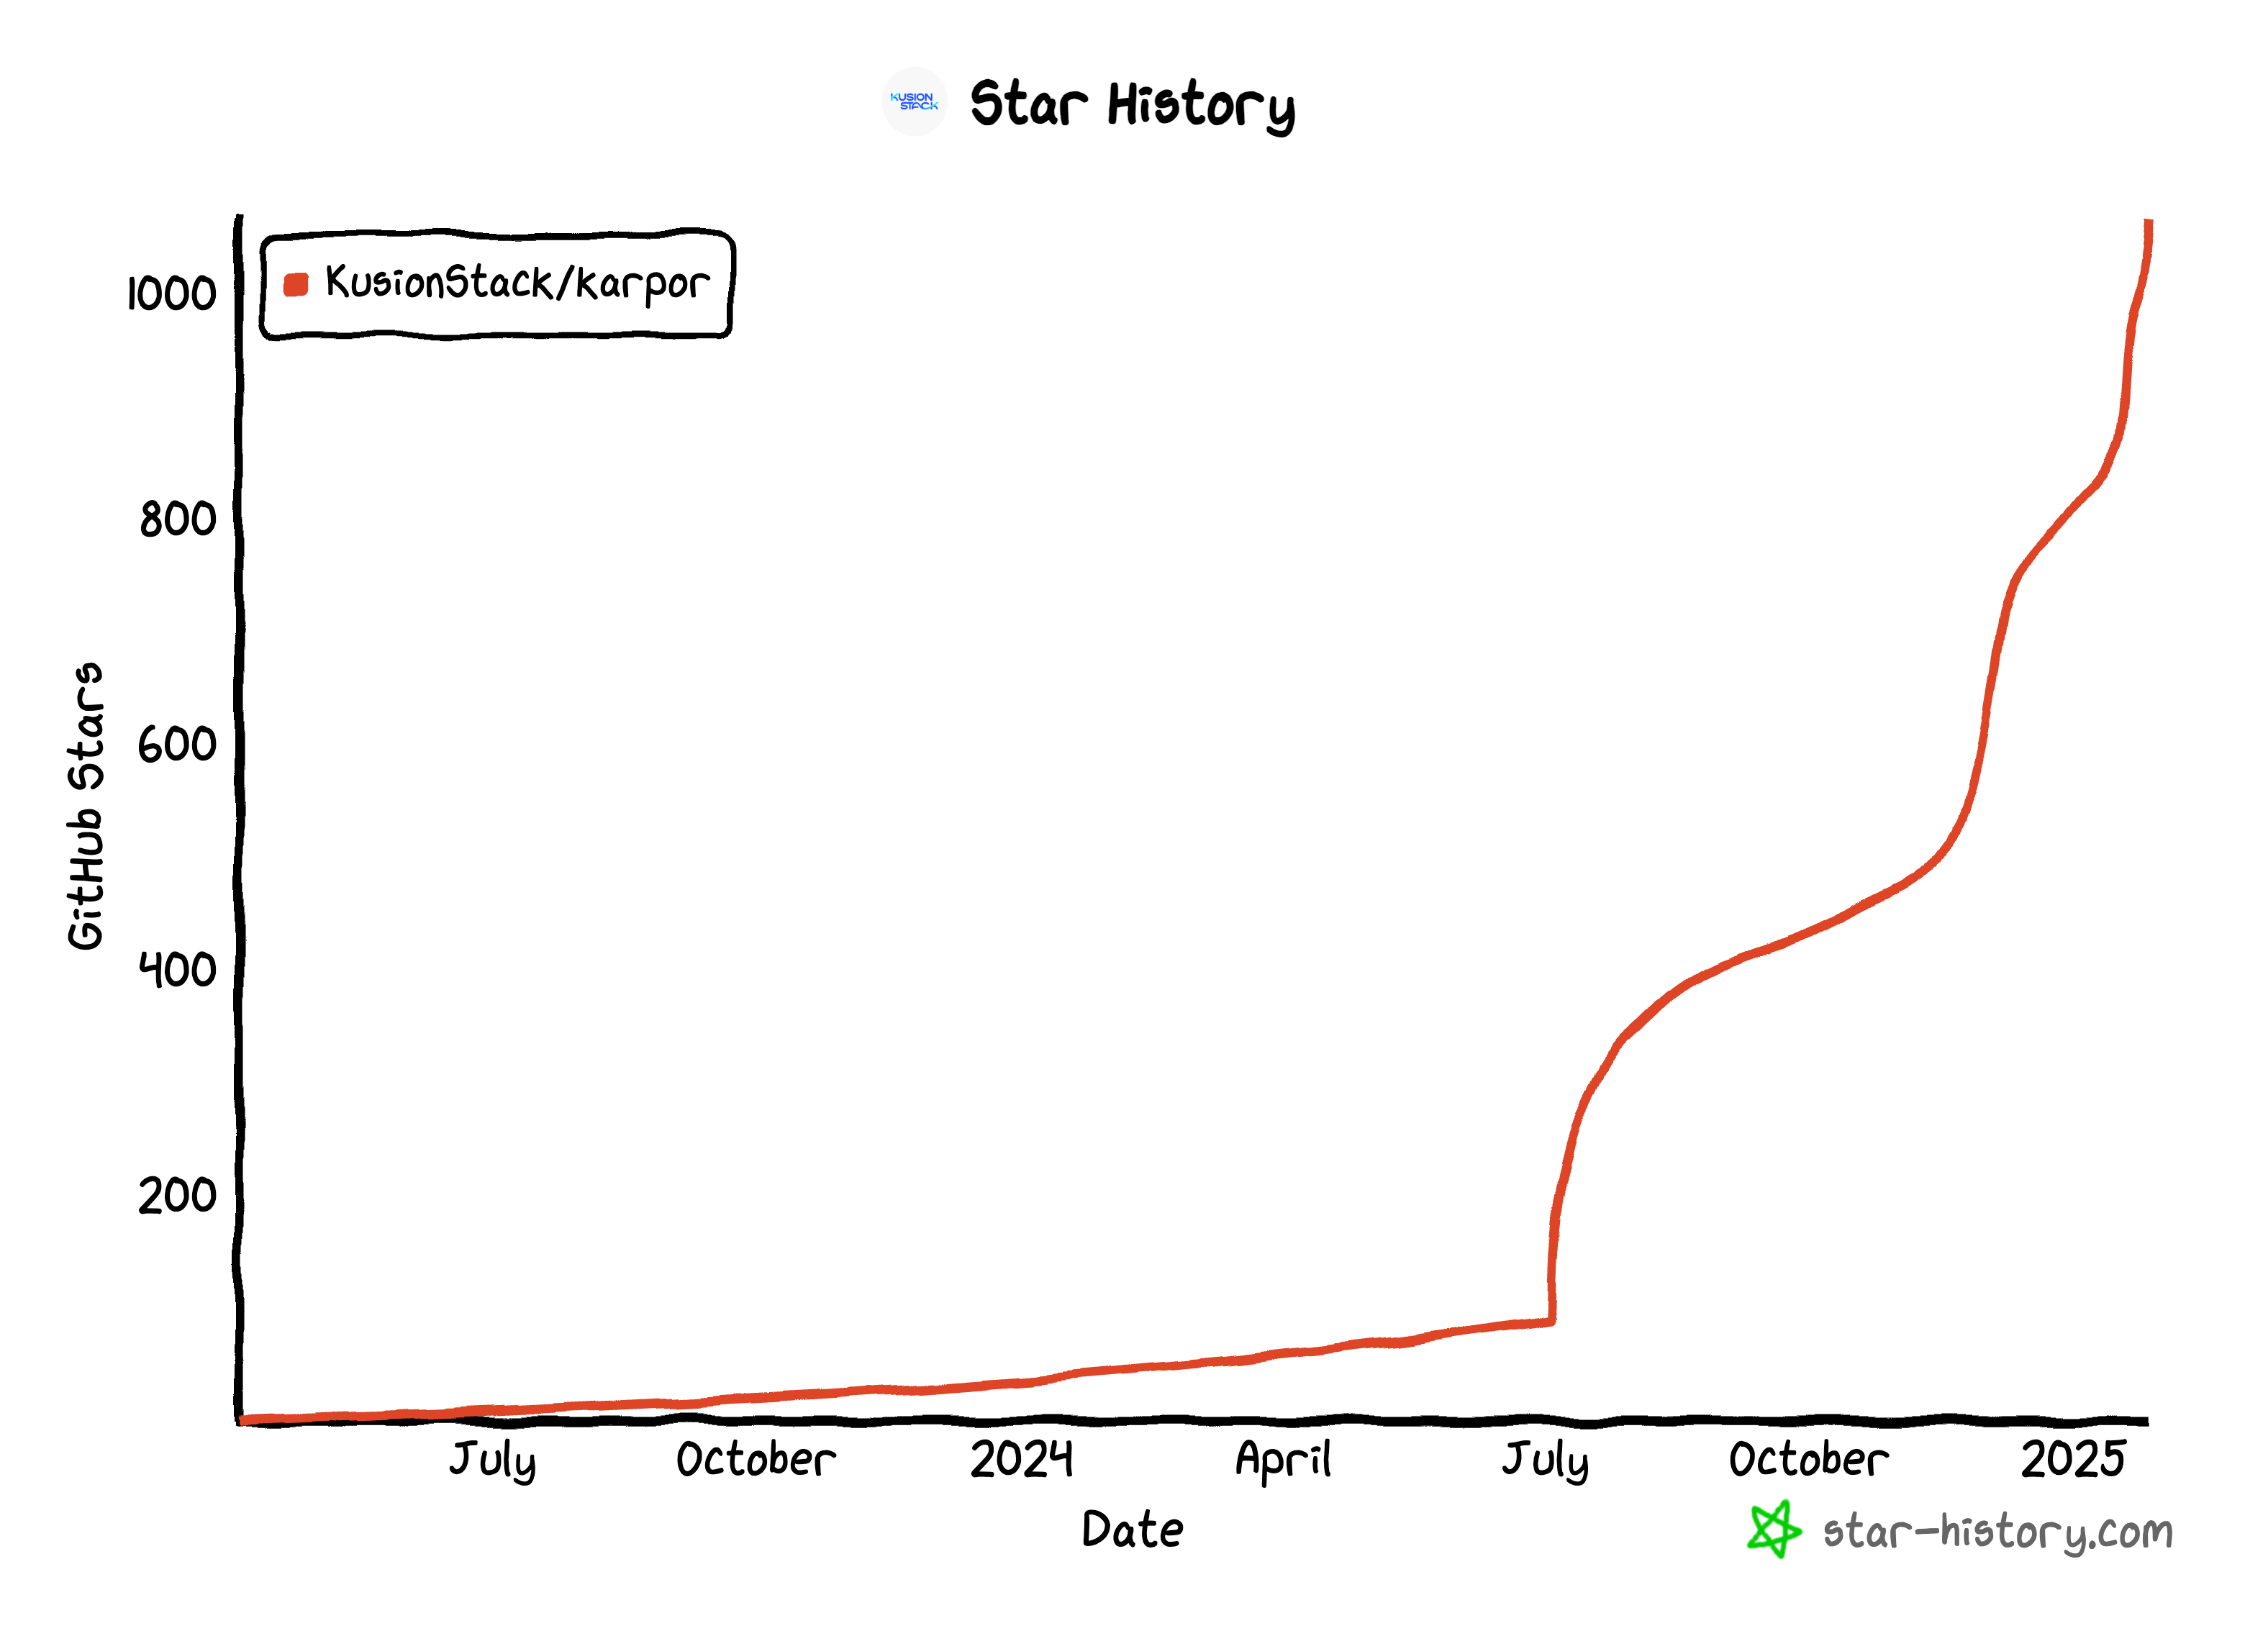 KUSION
STACK
Star History
KusionStack/karpor
1000
800
600
400
200
GitHub Stars
July
October
2024
April
July
October
2025
Date
star-history.com